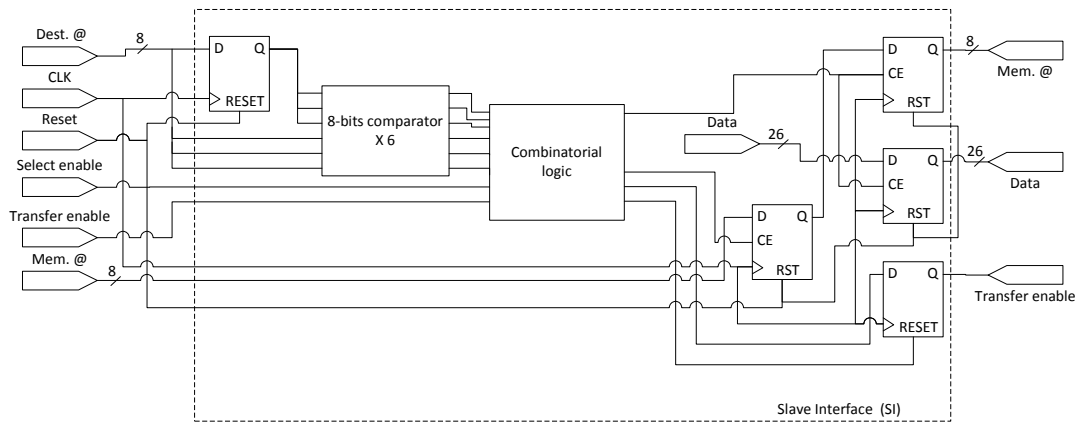 Dest. @
8
CLK
Reset
Select enable
Transfer enable
Mem. @
8
D
Q
RESET
8-bits comparator
X 6
Combinatorial
logic
Data
26
D
Q
CE
RST
D
Q
CE
RST
8
Mem. @
D
Q
CE
RST
26
Data
D
Q
RESET
Transfer enable
Slave Interface (SI)